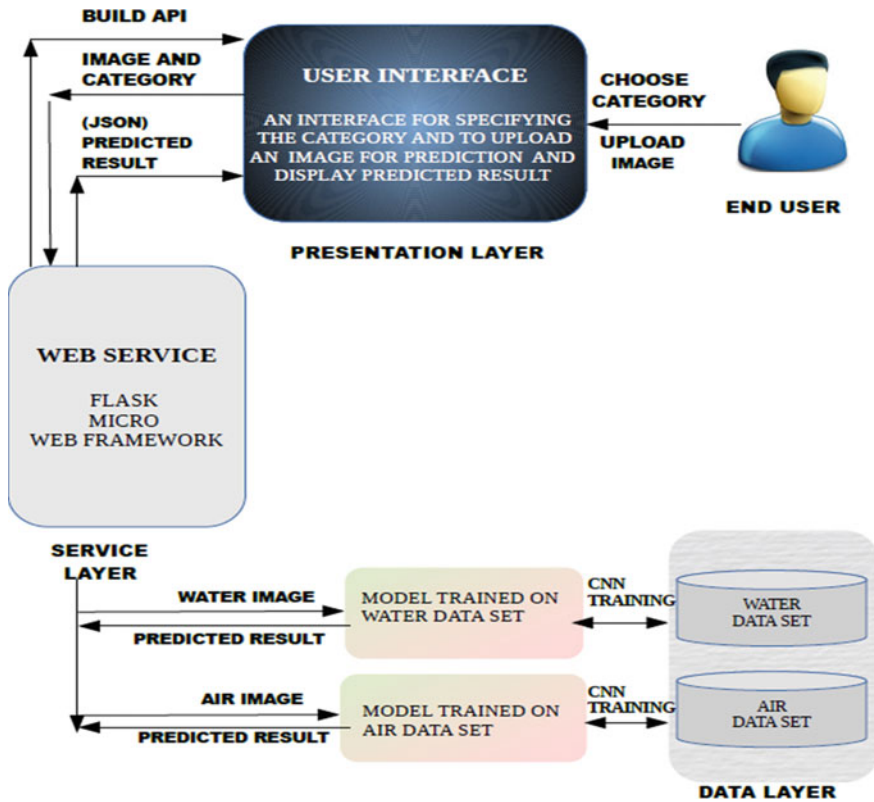 BUILD API
IMAGE AND
CATEGORY
(JSON)
PREDICTED
RESULT
USER INTERFACE
AN INTERFACE FOR SPECIFYING
THE CATEGORY AND TO UPLOAD
AN IMAGE FOR PREDICTION AND
DISPLAY PREDICTED RESULT
CHOOSE
CATEGORY
UPLOAD
IMAGE
END USER
PRESENTATION LAYER
WEB SERVICE
FLASK
MICRO
WEB FRAMEWORK
SERVICE
LAYER
WATER IMAGE
PREDICTED RESULT
MODEL TRAINED ON
WATER DATA SET
CNN
TRAINING
WATER
DATA SET
AIR IMAGE
PREDICTED RESULT
MODEL TRAINED ON
AIR DATA SET
CNN
TRAINING
AIR
DATA SET
DATA LAYER